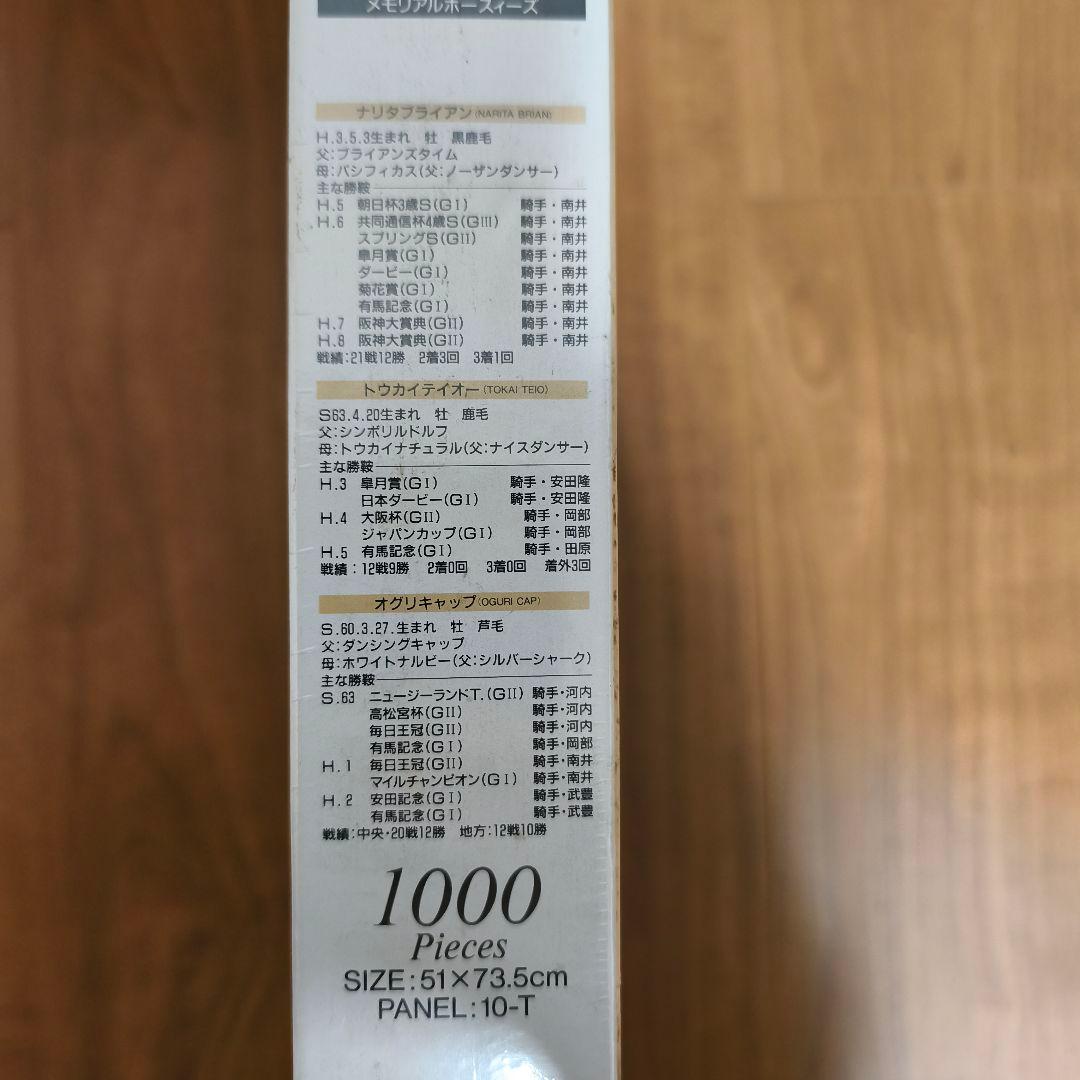 メモリアルホースィーズ
ナリタブライアン(NARITA BRIAN)
H.3.5.3生まれ 牡 黒鹿毛
父:ブライアンズタイム
母:パシフィカス(父:ノーザンダンサー)
主な勝鞍
H.5 朝日杯3歳S(GI) 騎手・南井
H.6 共同通信杯4歳S(GIII) 騎手・南井
スプリングS(GII) 騎手・南井
皐月賞(GI) 騎手・南井
ダービー(GI) 騎手・南井
菊花賞(GI) 騎手・南井
有馬記念(GI) 騎手・南井
H.7 阪神大賞典(GII) 騎手・南井
H.8 阪神大賞典(GII) 騎手・南井
戦績:21戦12勝 2着3回 3着1回
トウカイテイオー(TOKAI TEIO)
S63.4.20生まれ 牡 鹿毛
父:シンボリルドルフ
母:トウカイナチュラル(父:ナイスダンサー)
主な勝鞍
H.3 皐月賞(GI) 騎手・安田隆
日本ダービー(GI) 騎手・安田隆
H.4 大阪杯(GII) 騎手・岡部
ジャパンカップ(GI) 騎手・岡部
H.5 有馬記念(GI) 騎手・田原
戦績:12戦9勝 2着0回 3着0回 着外3回
オグリキャップ(OGURI CAP)
S.60.3.27.生まれ 牡 芦毛
父:ダンシングキャップ
母:ホワイトナルビー(父:シルバーシャーク)
主な勝鞍
S.63 ニュージーランドT.(GII) 騎手・河内
高松宮杯(GII) 騎手・河内
毎日王冠(GII) 騎手・河内
有馬記念(GI) 騎手・岡部
H.1 毎日王冠(GII) 騎手・南井
マイルチャンピオン(GI) 騎手・南井
H.2 安田記念(GI) 騎手・武豊
有馬記念(GI) 騎手・武豊
戦績:中央・20戦12勝 地方:12戦10勝
1000
Pieces
SIZE:51×73.5cm
PANEL:10-T